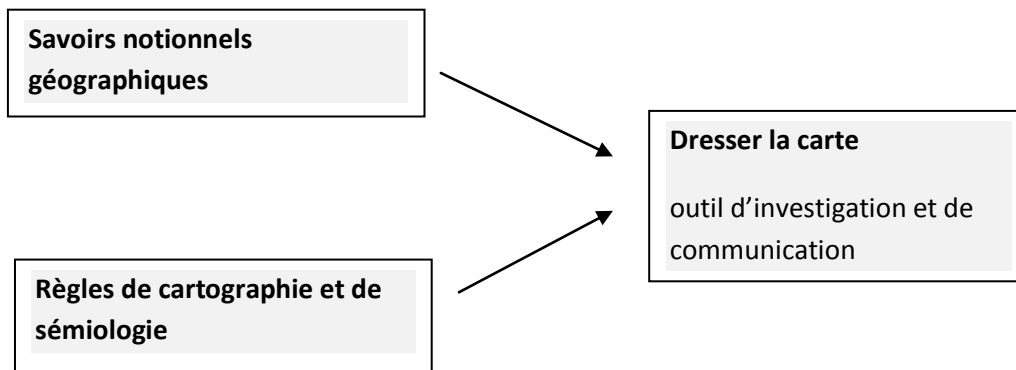 Savoirs notionnels
géographiques
Dresser la carte
outil d’investigation et de
communication
Règles de cartographie et de
sémiologie